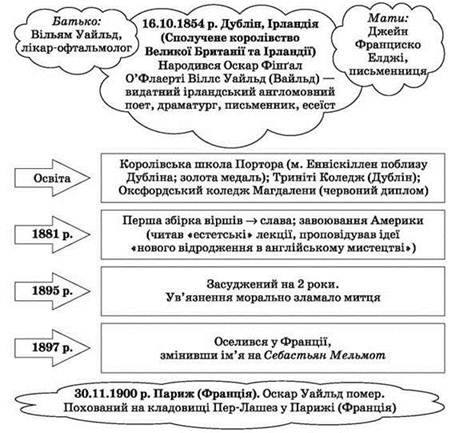 Батько:
Вільям Уайльд,
лікар-офтальмолог
16.10.1854 р. Дублін, Ірландія
(Сполучене королівство
Великої Британії та Ірландії)
Народився Оскар Фінґал
О’Флаерті Віллс Уайльд (Вайльд) —
видатний ірландський англомовний
поет, драматург, письменник, есеїст
Мати:
Джейн
Франциско
Елджі,
письменниця
Освіта
Королівська школа Портора (м. Енніскіллен поблизу
Дубліна; золота медаль); Триніті Коледж (Дублін);
Оксфордський коледж Магдалени (червоний диплом)
1881 р.
Перша збірка віршів → слава; завоювання Америки
(читав «естетські» лекції, проповідував ідеї
«нового відродження в англійському мистецтві»)
1895 р.
Засуджений на 2 роки.
Ув’язнення морально зламало митця
1897 р.
Оселився у Франції,
змінивши ім’я на Себастьян Мельмот
30.11.1900 р. Париж (Франція). Оскар Уайльд помер.
Похований на кладовищі Пер-Лашез у Парижі (Франція)